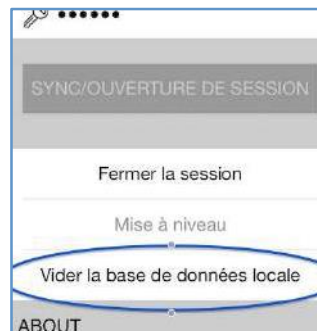 ••••••
SYNC/OUVERTURE DE SESSION
Fermer la session
Mise à niveau
Vider la base de données locale
ABOUT